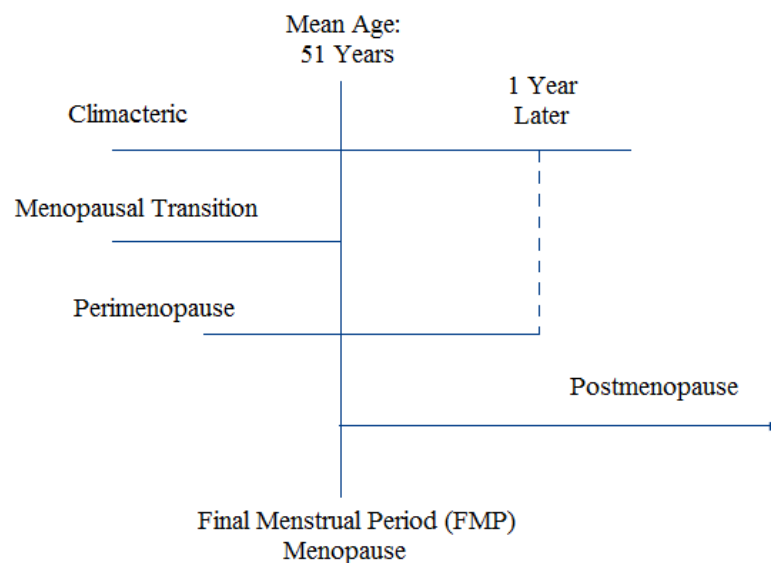 Mean Age:
51 Years
1 Year
Later
Climacteric
Menopausal Transition
Perimenopause
Postmenopause
Final Menstrual Period (FMP)
Menopause